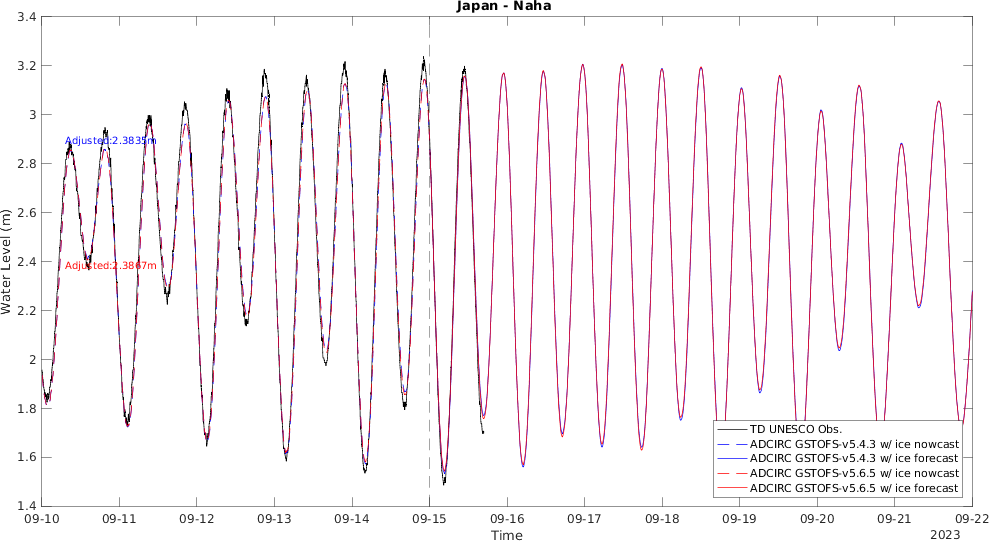 Japan - Naha
3.4
3.2
3
2.8
2.6
2.4
2.2
2
1.8
1.6
1.4
Water Level (m)
Adjusted:2.3835m
Adjusted:2.3867m
TD UNESCO Obs.
ADCIRC GSTOFS-v5.4.3 w/ ice nowcast
ADCIRC GSTOFS-v5.4.3 w/ ice forecast
ADCIRC GSTOFS-v5.6.5 w/ ice nowcast
ADCIRC GSTOFS-v5.6.5 w/ ice forecast
09-10 09-11 09-12 09-13 09-14 09-15 09-16 09-17 09-18 09-19 09-20 09-21 09-22
Time
2023